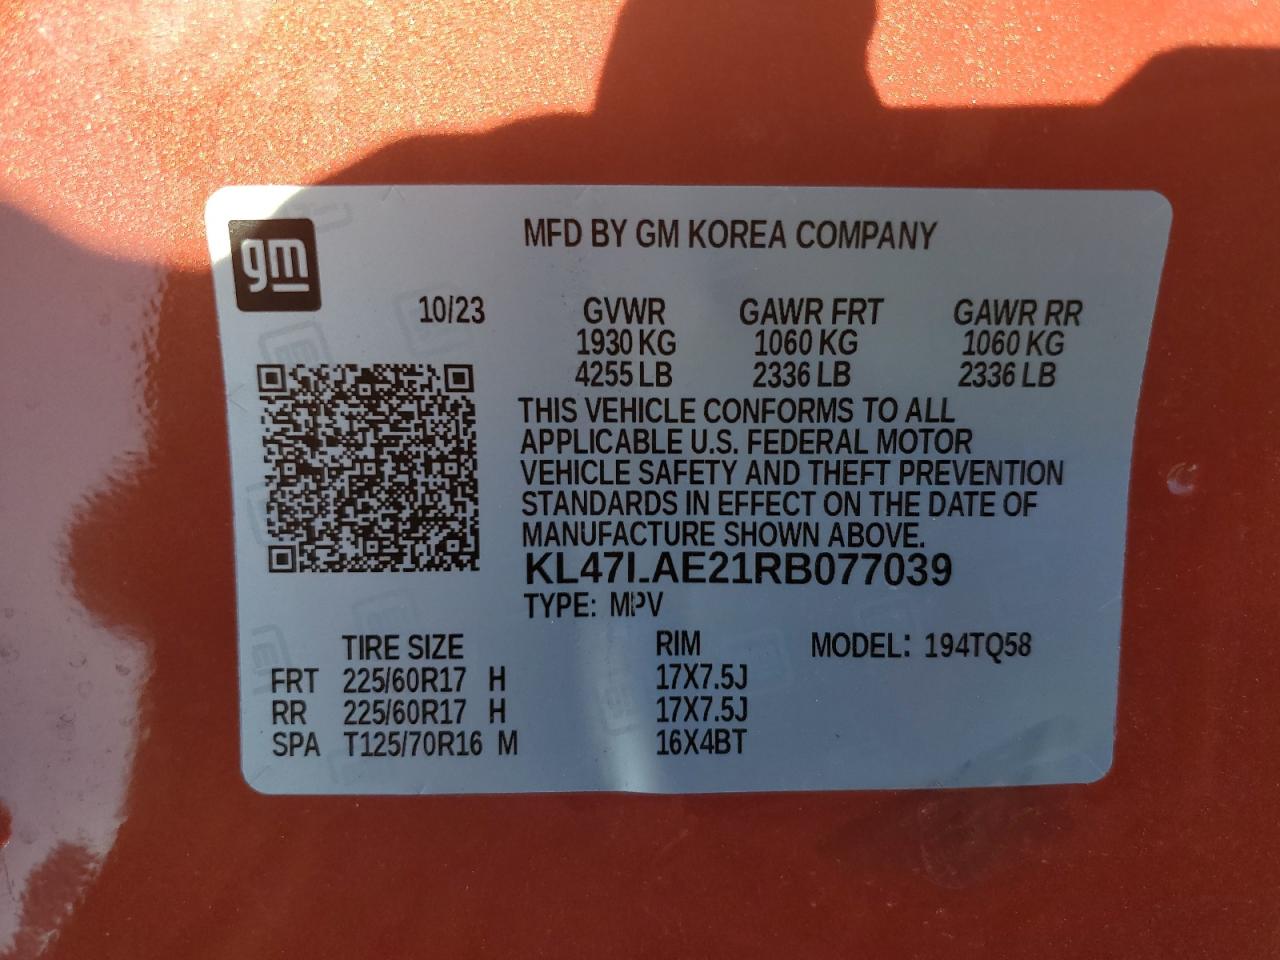 gm
MFD BY GM KOREA COMPANY
10/23 GVWR GAWR FRT GAWR RR
1930 KG 1060 KG 1060 KG
4255 LB 2336 LB 2336 LB
THIS VEHICLE CONFORMS TO ALL
APPLICABLE U.S. FEDERAL MOTOR
VEHICLE SAFETY AND THEFT PREVENTION
STANDARDS IN EFFECT ON THE DATE OF
MANUFACTURE SHOWN ABOVE.
KL47LAE21RB077039
TYPE: MPV
TIRE SIZE RIM MODEL: 194TQ58
FRT 225/60R17 H 17X7.5J
RR 225/60R17 H 17X7.5J
SPA T125/70R16 M 16X4BT